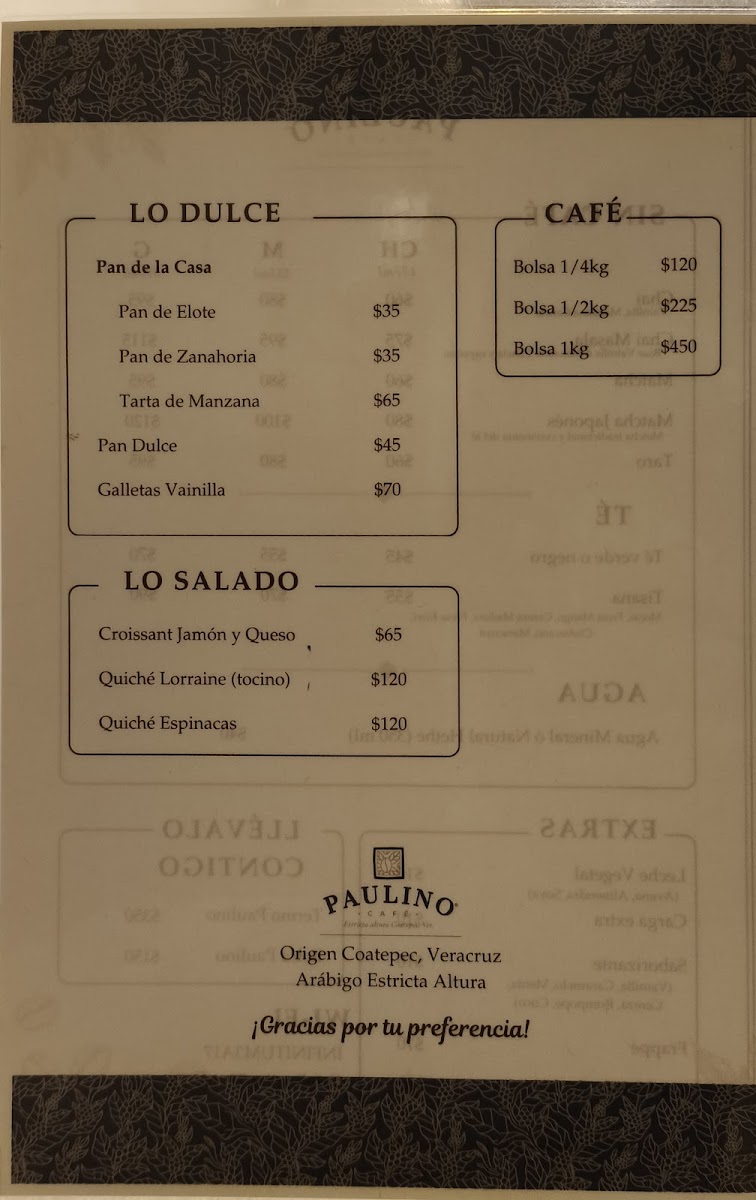 LO DULCE
Pan de la Casa
Pan de Elote $35
Pan de Zanahoria $35
Tarta de Manzana $65
Pan Dulce $45
Galletas Vainilla $70
CAFÉ
Bolsa 1/4kg $120
Bolsa 1/2kg $225
Bolsa 1kg $450
LO SALADO
Croissant Jamón y Queso $65
Quiché Lorraine (tocino) $120
Quiché Espinacas $120
PAULINO
CAFÉ
Origen Coatepec, Veracruz
Arábigo Estricta Altura
¡Gracias por tu preferencia!